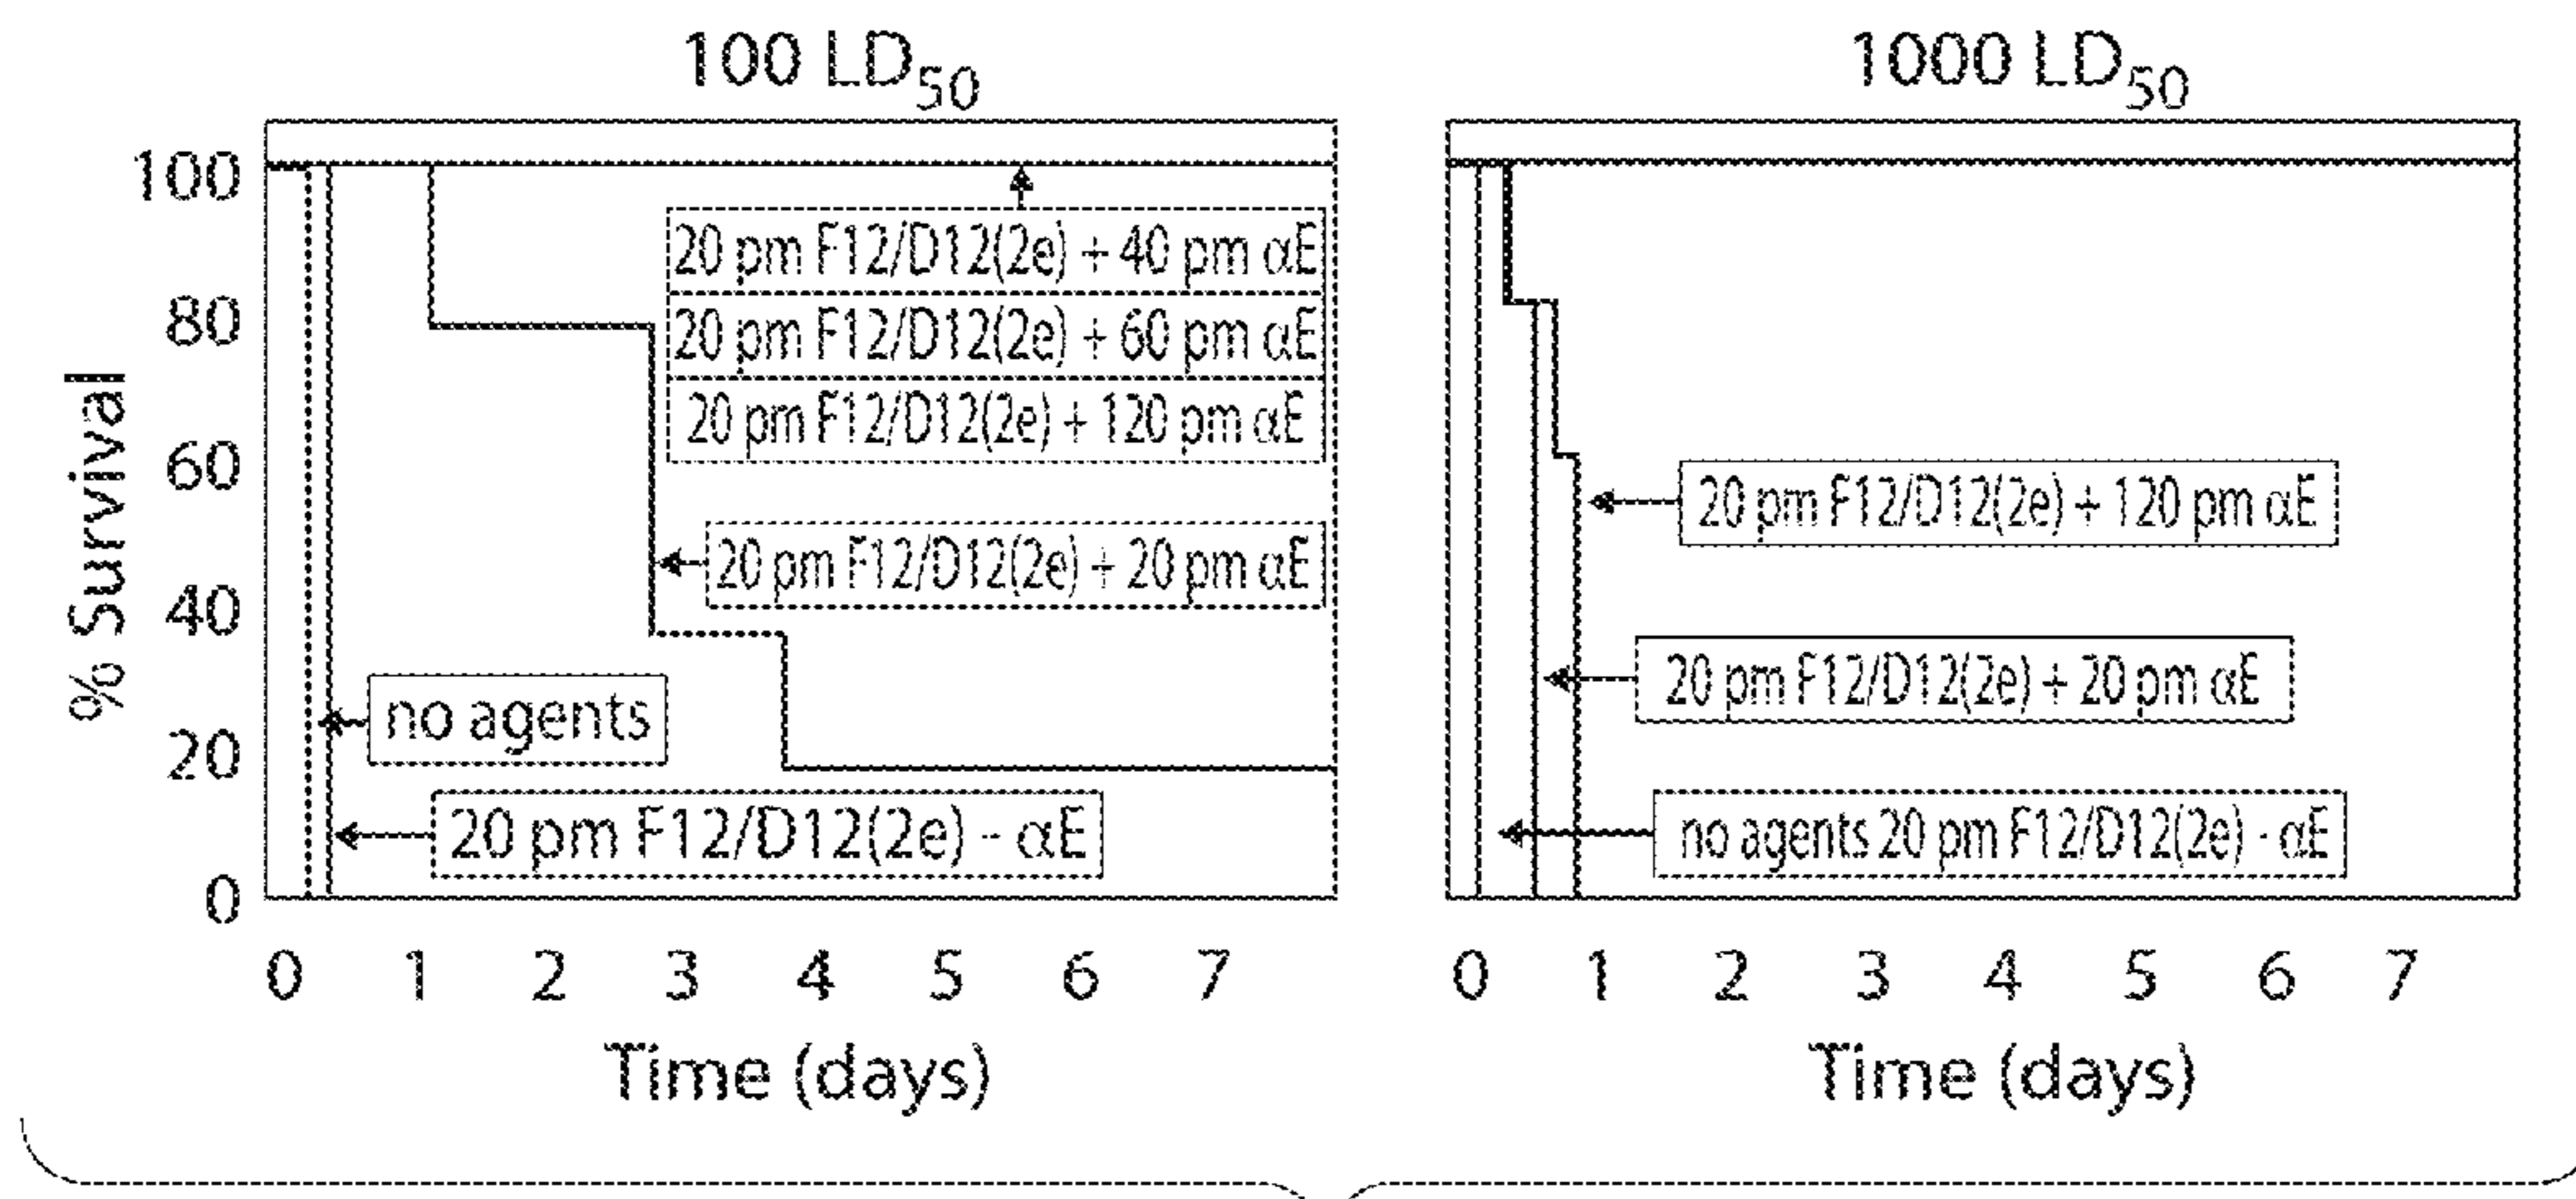 100 LD50
1000 LD50
% Survival
100
80
60
40
20
0
20 pm F12/D12(2e) + 40 pm αE
20 pm F12/D12(2e) + 60 pm αE
20 pm F12/D12(2e) + 120 pm αE
20 pm F12/D12(2e) + 20 pm αE
no agents
20 pm F12/D12(2e) - αE
0 1 2 3 4 5 6 7
Time (days)
20 pm F12/D12(2e) + 120 pm αE
20 pm F12/D12(2e) + 20 pm αE
no agents 20 pm F12/D12(2e) - αE
0 1 2 3 4 5 6 7
Time (days)